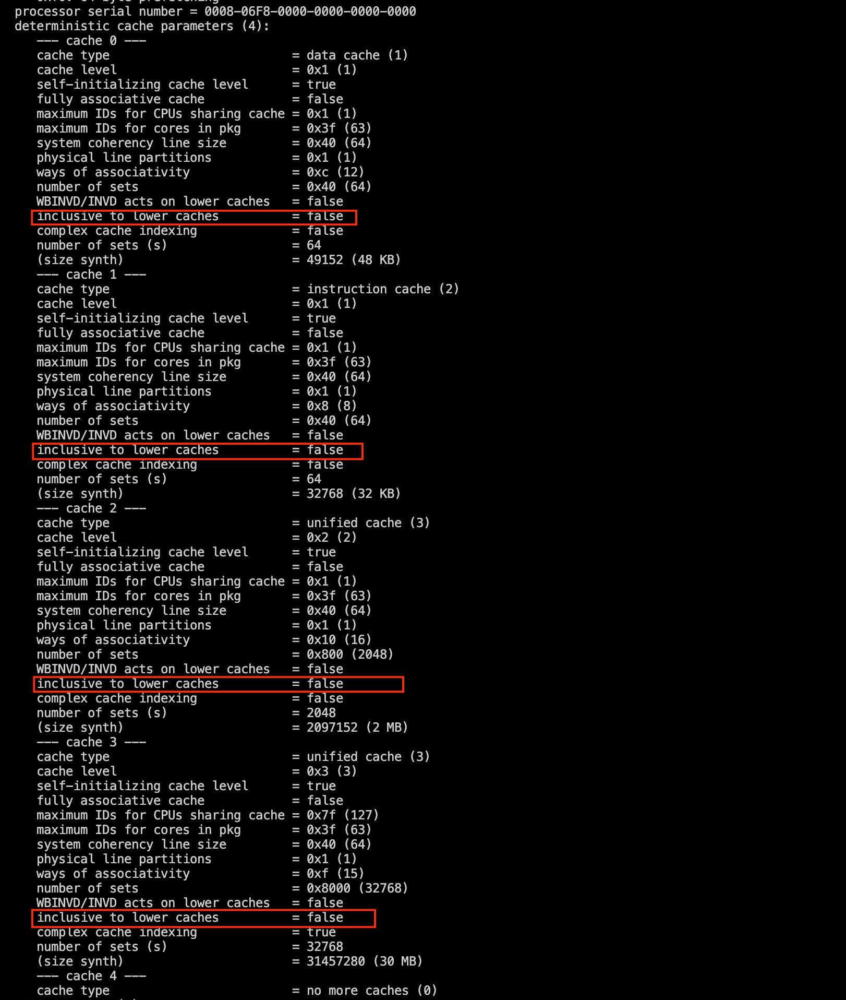 processor serial number = 0008-06F8-0000-0000-0000-0000
deterministic cache parameters (4):
--- cache 0 ---
cache type = data cache (1)
cache level = 0x1 (1)
self-initializing cache level = true
fully associative cache = false
maximum IDs for CPUs sharing cache = 0x1 (1)
maximum IDs for cores in pkg = 0x3f (63)
system coherency line size = 0x40 (64)
physical line partitions = 0x1 (1)
ways of associativity = 0xc (12)
number of sets = 0x40 (64)
WBINVD/INVD acts on lower caches = false
inclusive to lower caches = false
complex cache indexing = false
number of sets (s) = 64
(size synth) = 49152 (48 KB)
--- cache 1 ---
cache type = instruction cache (2)
cache level = 0x1 (1)
self-initializing cache level = true
fully associative cache = false
maximum IDs for CPUs sharing cache = 0x1 (1)
maximum IDs for cores in pkg = 0x3f (63)
system coherency line size = 0x40 (64)
physical line partitions = 0x1 (1)
ways of associativity = 0x8 (8)
number of sets = 0x40 (64)
WBINVD/INVD acts on lower caches = false
inclusive to lower caches = false
complex cache indexing = false
number of sets (s) = 64
(size synth) = 32768 (32 KB)
--- cache 2 ---
cache type = unified cache (3)
cache level = 0x2 (2)
self-initializing cache level = true
fully associative cache = false
maximum IDs for CPUs sharing cache = 0x1 (1)
maximum IDs for cores in pkg = 0x3f (63)
system coherency line size = 0x40 (64)
physical line partitions = 0x1 (1)
ways of associativity = 0x10 (16)
number of sets = 0x800 (2048)
WBINVD/INVD acts on lower caches = false
inclusive to lower caches = false
complex cache indexing = false
number of sets (s) = 2048
(size synth) = 2097152 (2 MB)
--- cache 3 ---
cache type = unified cache (3)
cache level = 0x3 (3)
self-initializing cache level = true
fully associative cache = false
maximum IDs for CPUs sharing cache = 0x7f (127)
maximum IDs for cores in pkg = 0x3f (63)
system coherency line size = 0x40 (64)
physical line partitions = 0x1 (1)
ways of associativity = 0xf (15)
number of sets = 0x8000 (32768)
WBINVD/INVD acts on lower caches = false
inclusive to lower caches = false
complex cache indexing = true
number of sets (s) = 32768
(size synth) = 31457280 (30 MB)
--- cache 4 ---
cache type = no more caches (0)